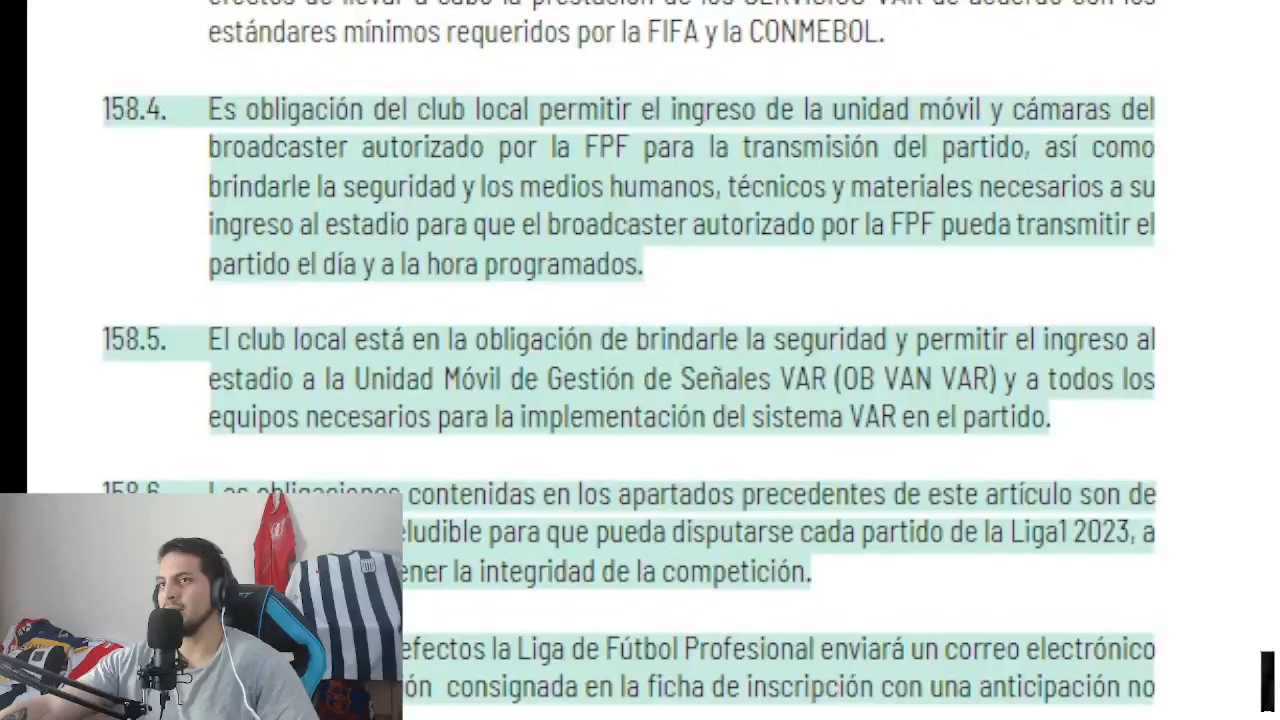 estándares mínimos requeridos por la FIFA y la CONMEBOL.
158.4. Es obligación del club local permitir el ingreso de la unidad móvil y cámaras del
broadcaster autorizado por la FPF para la transmisión del partido, así como
brindarle la seguridad y los medios humanos, técnicos y materiales necesarios a su
ingreso al estadio para que el broadcaster autorizado por la FPF pueda transmitir el
partido el día y a la hora programados.
158.5. El club local está en la obligación de brindarle la seguridad y permitir el ingreso al
estadio a la Unidad Móvil de Gestión de Señales VAR (OB VAN VAR) y a todos los
equipos necesarios para la implementación del sistema VAR en el partido.
158.6. Las obligaciones contenidas en los apartados precedentes de este artículo son de
eludible para que pueda disputarse cada partido de la Liga1 2023, a
ener la integridad de la competición.
efectos la Liga de Fútbol Profesional enviará un correo electrónico
ón consignada en la ficha de inscripción con una anticipación no